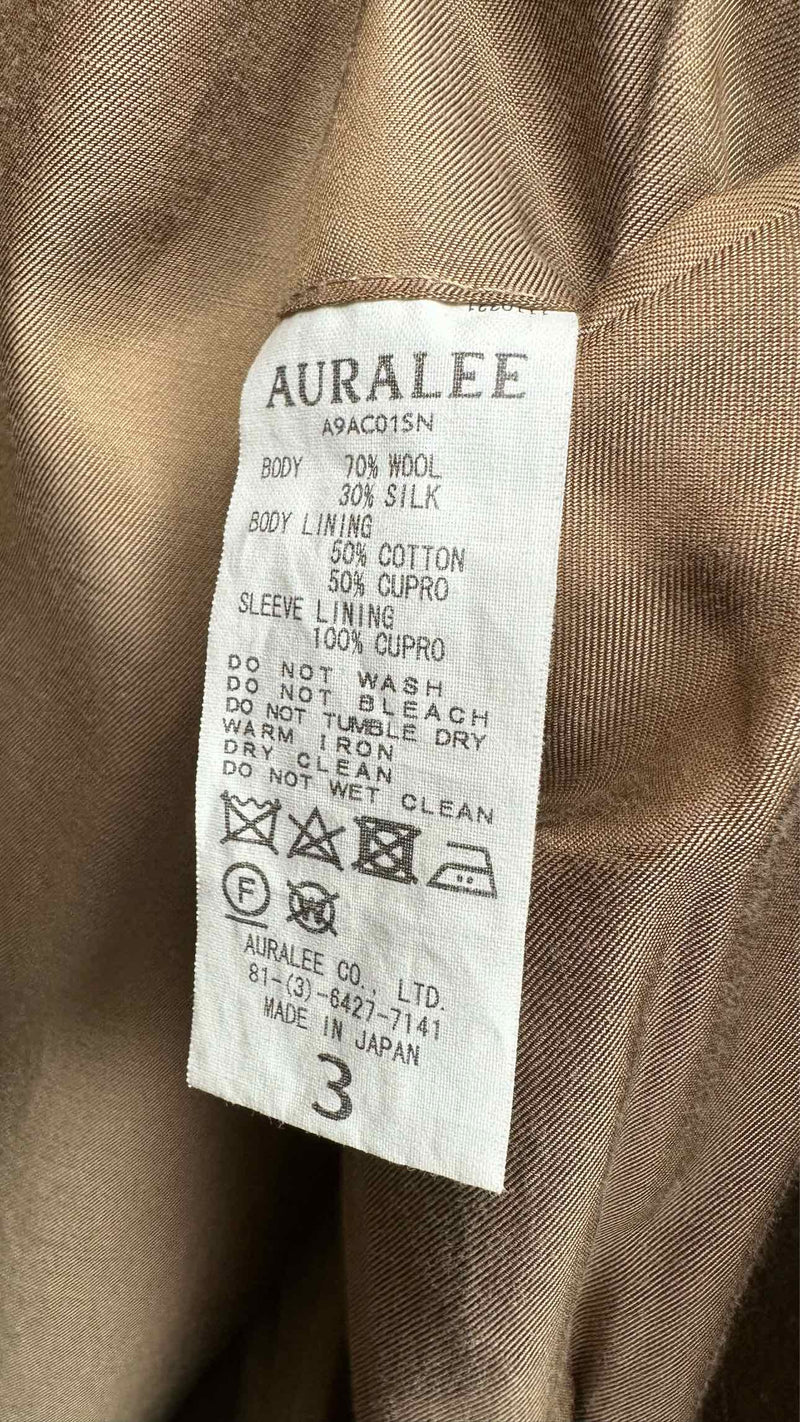 AURALEE
A9AC01SN
BODY 70% WOOL
30% SILK
BODY LINING
50% COTTON
50% CUPRO
SLEEVE LINING
100% CUPRO
DO NOT WASH
DO NOT BLEACH
DO NOT TUMBLE DRY
WARM IRON
DRY CLEAN
DO NOT WET CLEAN
F W
AURALEE CO., LTD.
81-(3)-6427-7141
MADE IN JAPAN
3